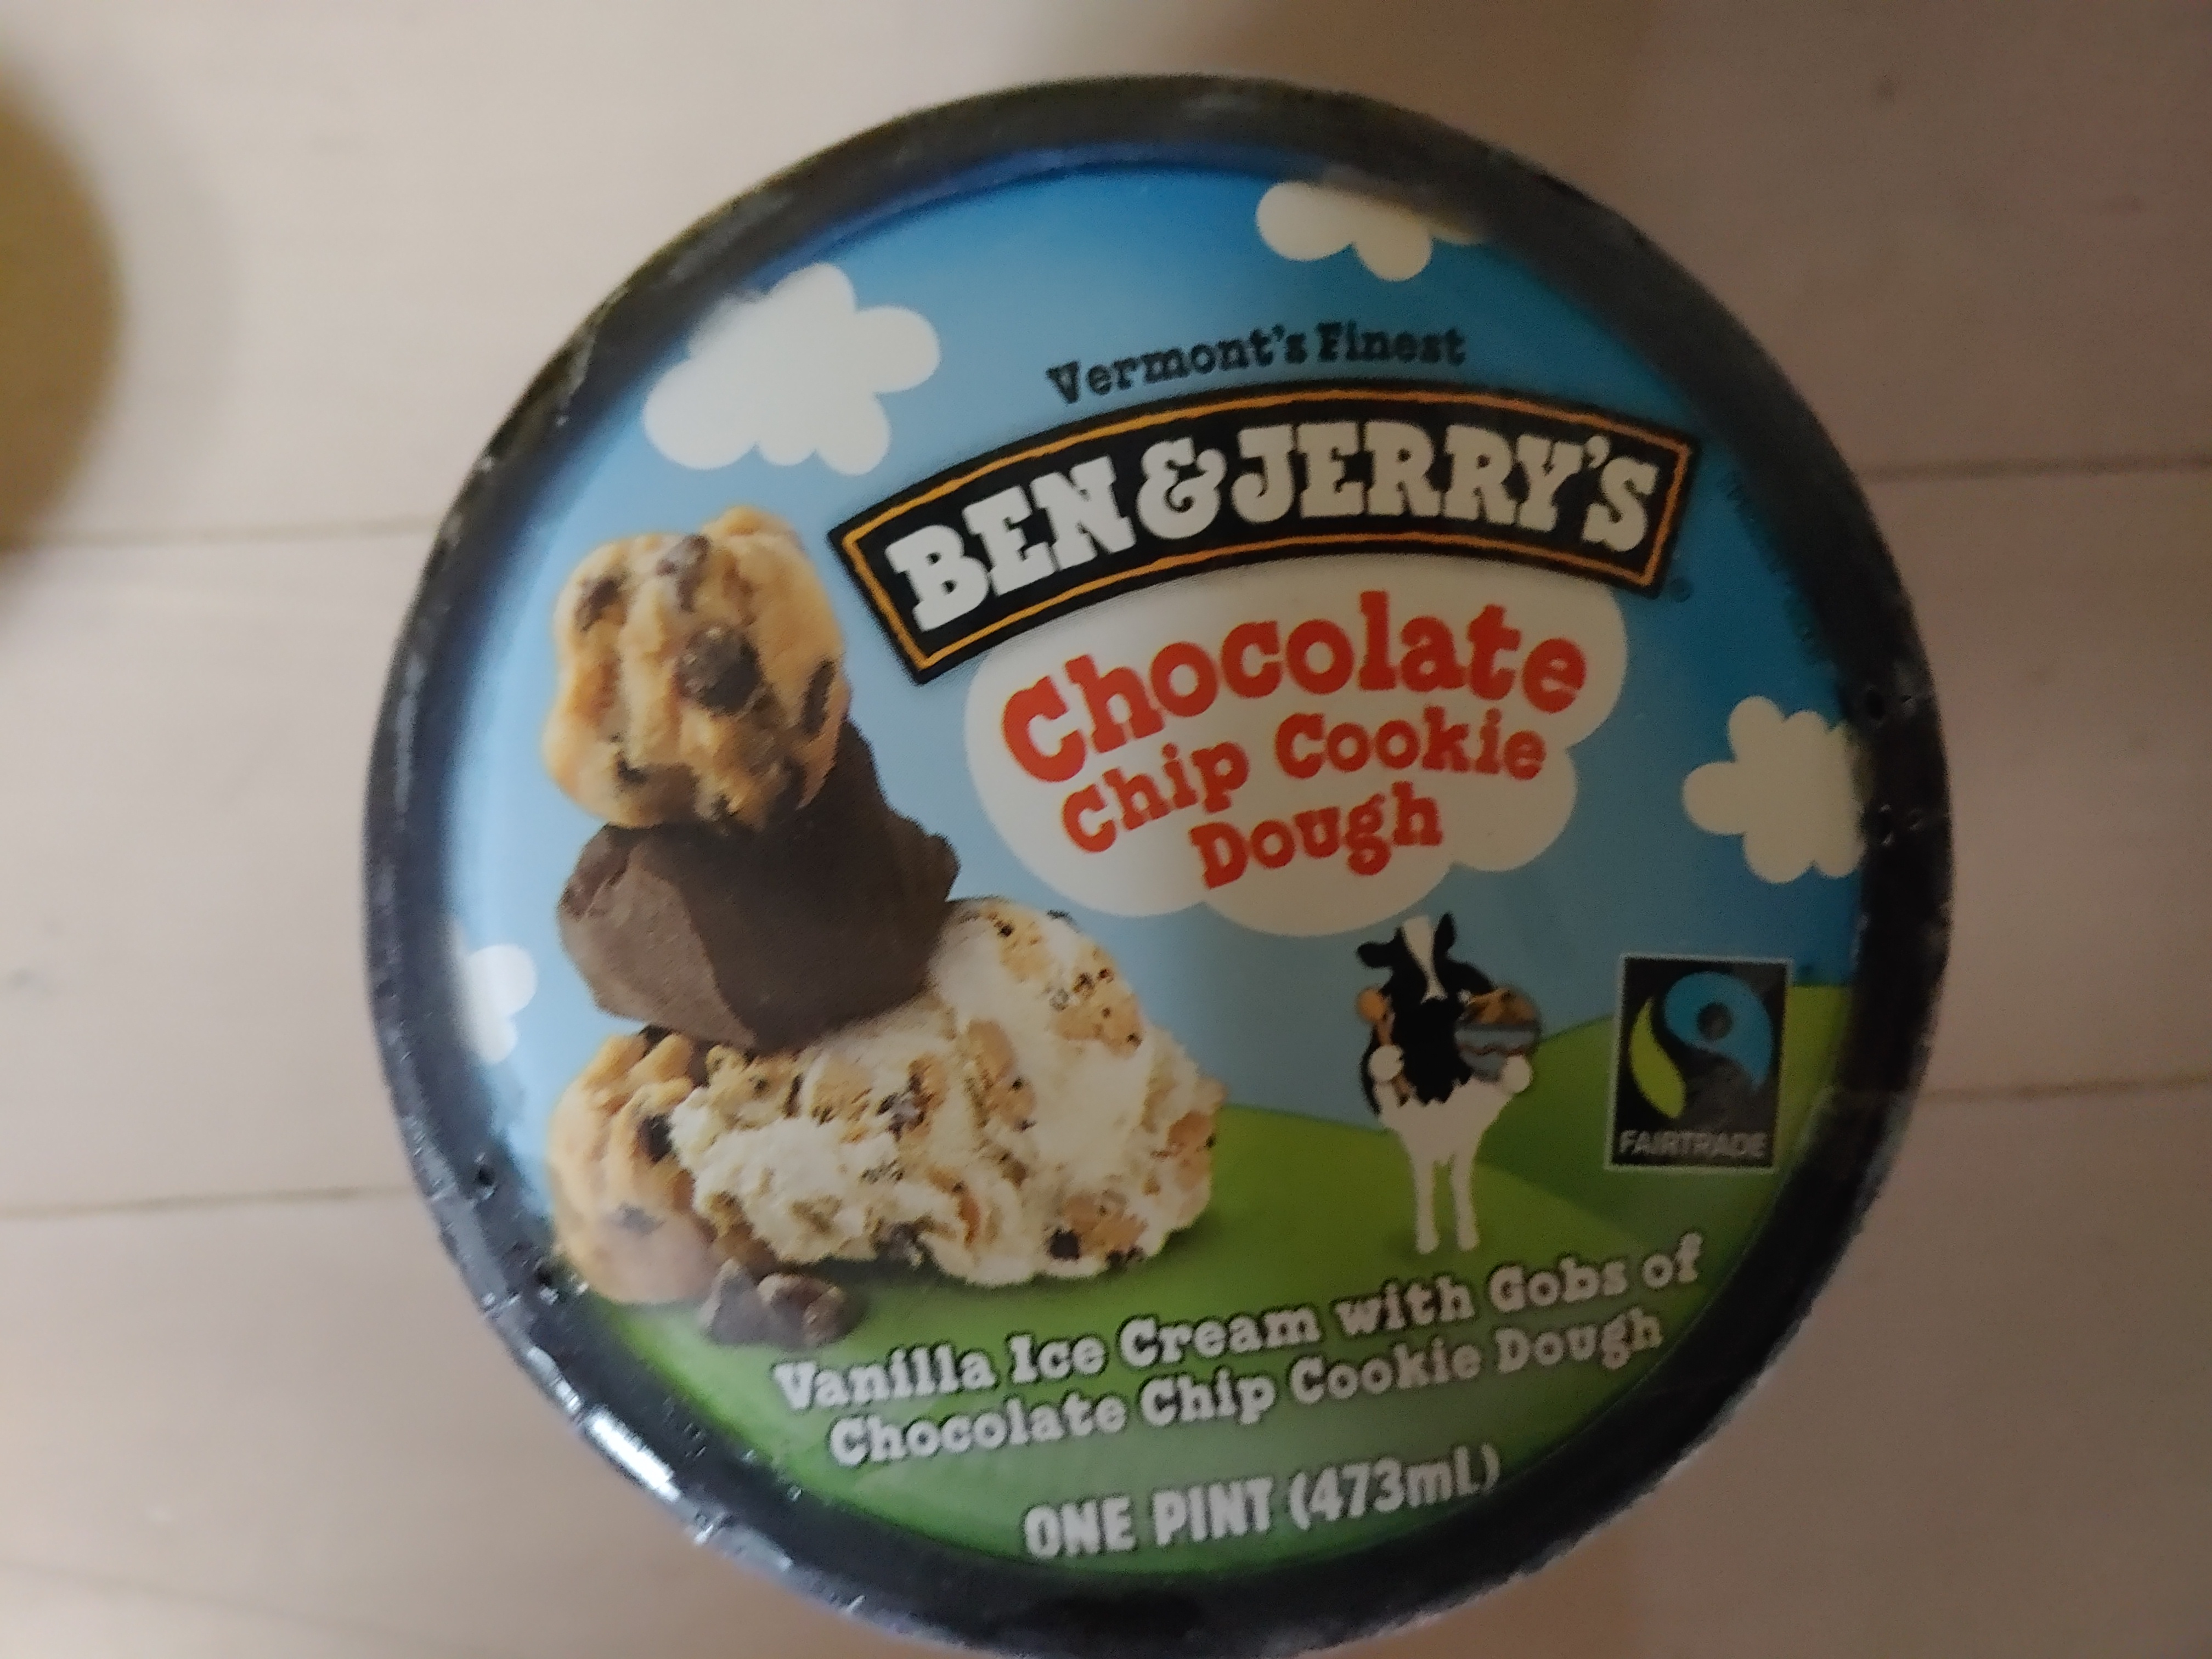 Vermont's Finest
BEN & JERRY'S
®
Chocolate
Chip Cookie
Dough
FAIRTRADE
Vanilla Ice Cream with Gobs of
Chocolate Chip Cookie Dough
ONE PINT (473mL)